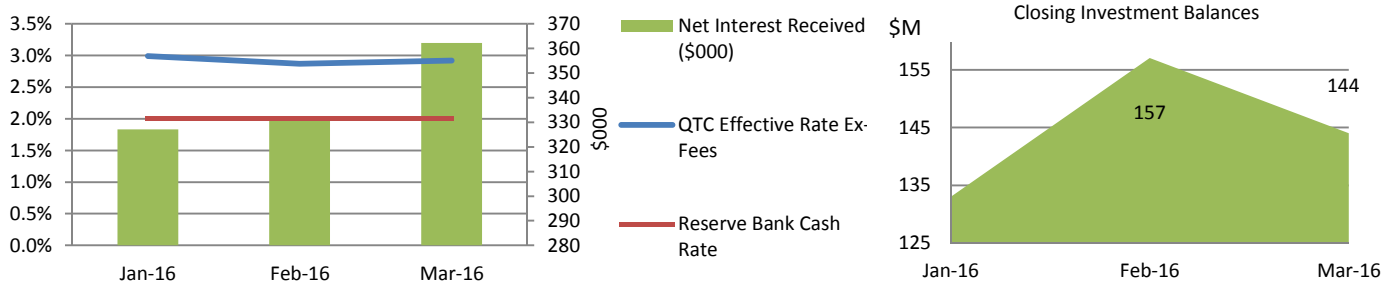 3.5%
3.0%
2.5%
2.0%
1.5%
1.0%
0.5%
0.0%
Jan-16 Feb-16 Mar-16
370
360
350
340
330
320
310
300
290
280
$000
Net Interest Received
($000)
QTC Effective Rate Ex-
Fees
Reserve Bank Cash
Rate
Closing Investment Balances
$M
155
145
135
125
157
144
Jan-16 Feb-16 Mar-16